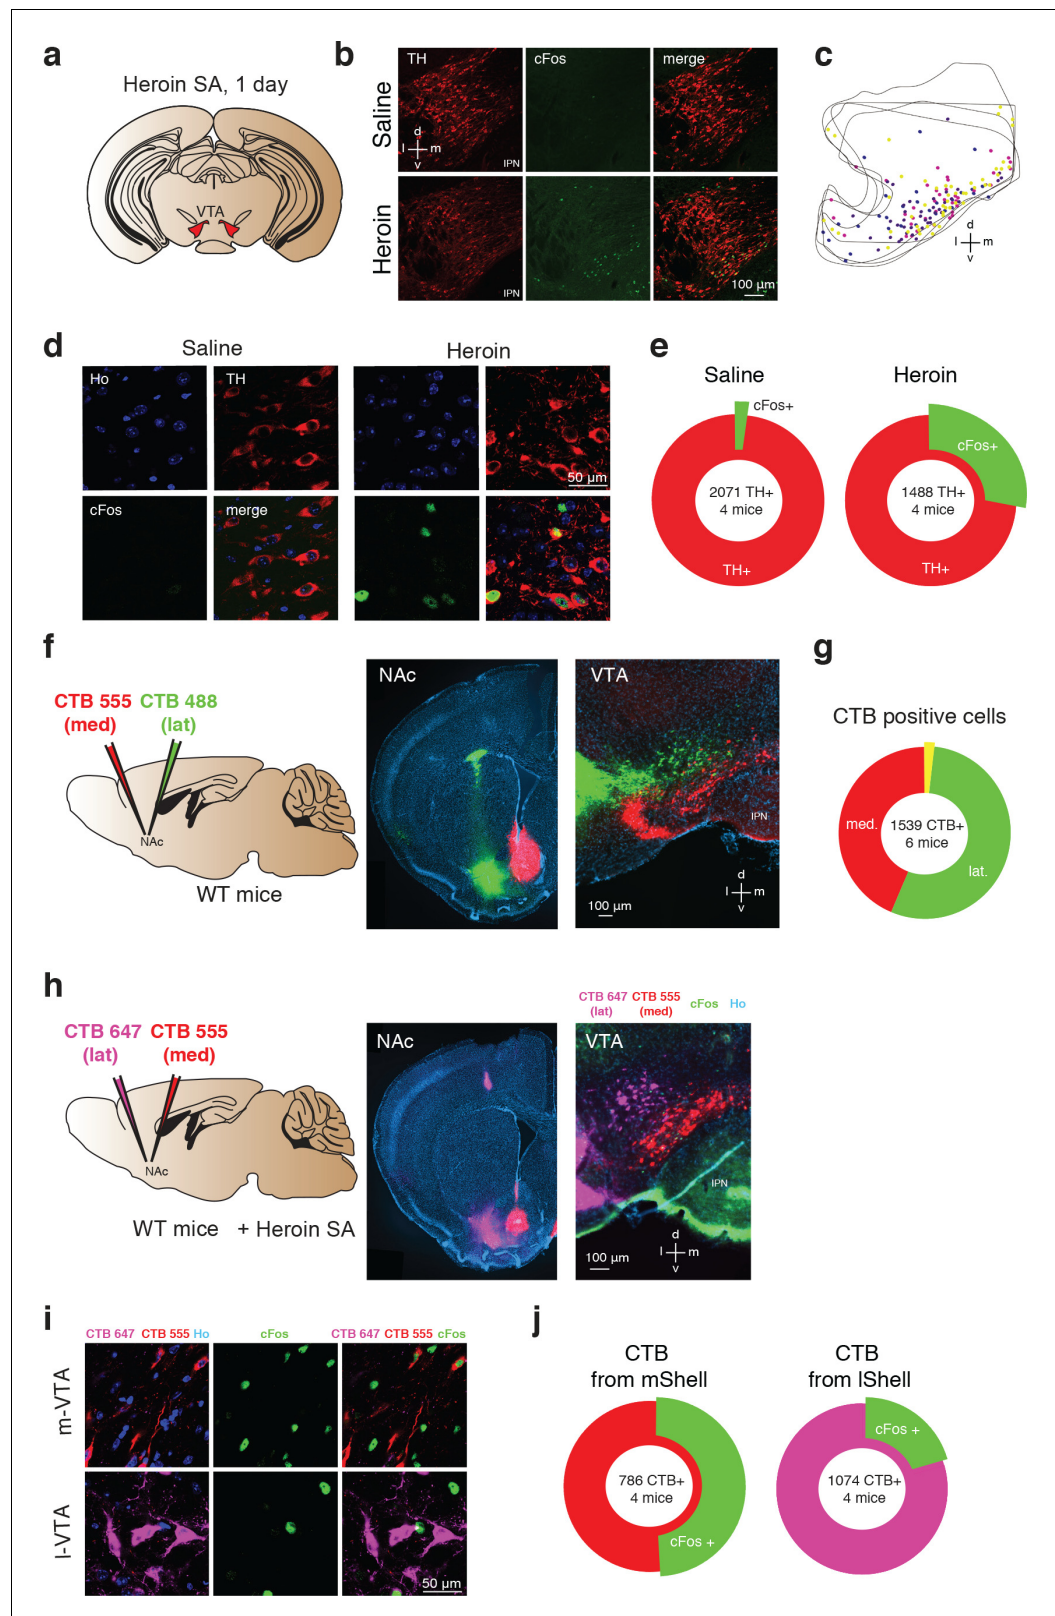 a
Heroin SA, 1 day
VTA
b
Saline
TH
cFos
merge
d
l m
v
IPN
Heroin
IPN
100 µm
c
d
l m
v
d
Saline
Heroin
Ho
TH
50 µm
cFos
merge
e
Saline
Heroin
cFos+
cFos+
2071 TH+
4 mice
1488 TH+
4 mice
TH+
TH+
f
CTB 555
(med)
CTB 488
(lat)
NAc
WT mice
NAc
VTA
IPN
d
l m
v
100 µm
g
CTB positive cells
med.
1539 CTB+
6 mice
lat.
h
CTB 647
(lat)
CTB 555
(med)
NAc
WT mice + Heroin SA
NAc
CTB 647
(lat)
CTB 555
(med)
cFos
Ho
VTA
IPN
d
l m
v
100 µm
i
CTB 647 CTB 555 Ho
cFos
CTB 647 CTB 555 cFos
m-VTA
l-VTA
50 µm
j
CTB
from mShell
CTB
from lShell
cFos +
786 CTB+
4 mice
1074 CTB+
4 mice
cFos +